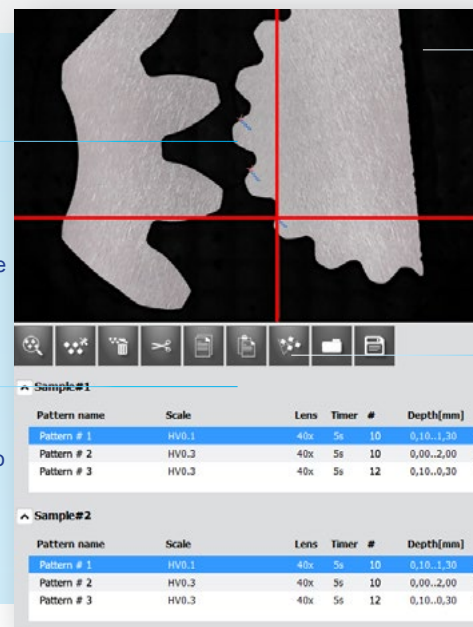 e
o
Sample#1
Pattern name Scale Lens Timer # Depth[mm]
Pattern # 1 HV0.1 40x 5s 10 0,10..1,30
Pattern # 2 HV0.3 40x 5s 10 0,00..2,00
Pattern # 3 HV0.3 40x 5s 12 0,10..0,30
Sample#2
Pattern name Scale Lens Timer # Depth[mm]
Pattern # 1 HV0.1 40x 5s 10 0,10..1,30
Pattern # 2 HV0.3 40x 5s 10 0,00..2,00
Pattern # 3 HV0.3 40x 5s 12 0,10..0,30